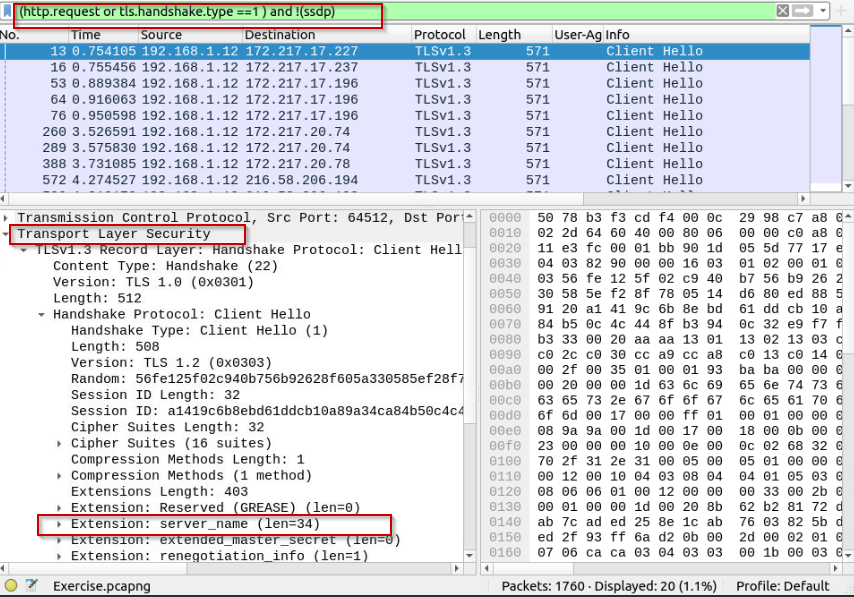 (http.request or tls.handshake.type ==1 ) and !(ssdp)
No. Time Source Destination Protocol Length User-Ag Info
13 0.754105 192.168.1.12 172.217.17.227 TLSv1.3 571 Client Hello
16 0.755456 192.168.1.12 172.217.17.237 TLSv1.3 571 Client Hello
53 0.889384 192.168.1.12 172.217.17.196 TLSv1.3 571 Client Hello
64 0.916063 192.168.1.12 172.217.17.196 TLSv1.3 571 Client Hello
76 0.950598 192.168.1.12 172.217.17.196 TLSv1.3 571 Client Hello
260 3.526591 192.168.1.12 172.217.20.74 TLSv1.3 571 Client Hello
289 3.575830 192.168.1.12 172.217.20.74 TLSv1.3 571 Client Hello
388 3.731085 192.168.1.12 172.217.20.78 TLSv1.3 571 Client Hello
572 4.274527 192.168.1.12 216.58.206.194 TLSv1.3 571 Client Hello
Transmission Control Protocol, Src Port: 64512, Dst Por
Transport Layer Security
TLSv1.3 Record Layer: Handshake Protocol: Client Hell
Content Type: Handshake (22)
Version: TLS 1.0 (0x0301)
Length: 512
Handshake Protocol: Client Hello
Handshake Type: Client Hello (1)
Length: 508
Version: TLS 1.2 (0x0303)
Random: 56fe125f02c940b756b92628f605a330585ef28f7
Session ID Length: 32
Session ID: a1419c6b8ebd61ddcb10a89a34ca84b50c4c4
Cipher Suites Length: 32
Cipher Suites (16 suites)
Compression Methods Length: 1
Compression Methods (1 method)
Extensions Length: 403
Extension: Reserved (GREASE) (len=0)
Extension: server_name (len=34)
Extension: extended_master_secret (len=0)
Extension: renegotiation_info (len=1)
0000 50 78 b3 f3 cd f4 00 0c 29 98 c7 a8 0
0010 02 2d 64 60 40 00 80 06 00 00 c0 a8 0
0020 11 e3 fc 00 01 bb 90 1d 05 5d 77 17 e
0030 04 03 82 90 00 00 16 03 01 02 00 01 0
0040 03 56 fe 12 5f 02 c9 40 b7 56 b9 26 2
0050 30 58 5e f2 8f 78 05 14 d6 80 ed 88 5
0060 91 20 a1 41 9c 6b 8e bd 61 dd cb 10 a
0070 84 b5 0c 4c 44 8f b3 94 0c 32 e9 f7 f
0080 b3 33 00 20 aa aa 13 01 13 02 13 03 c
0090 c0 2c c0 30 cc a9 cc a8 c0 13 c0 14 0
00a0 00 2f 00 35 01 00 01 93 ba ba 00 00 0
00b0 00 20 00 00 1d 63 6c 69 65 6e 74 73 6
00c0 63 65 73 2e 67 6f 6f 67 6c 65 61 70 6
00d0 6f 6d 00 17 00 00 ff 01 00 01 00 00 0
00e0 08 9a 9a 00 1d 00 17 00 18 00 0b 00 0
00f0 23 00 00 00 10 00 0e 00 0c 02 68 32 0
0100 70 2f 31 2e 31 00 05 00 05 01 00 00 0
0110 00 12 00 10 04 03 08 04 04 01 05 03 0
0120 08 06 06 01 00 12 00 00 00 33 00 2b 0
0130 00 01 00 00 1d 00 20 8b 62 b2 81 72 d
0140 ab 7c ad ed 25 8e 1c ab 76 03 82 5b d
0150 ed 2f 93 ff 6a d2 0b 00 2d 00 02 01 0
0160 07 06 ca ca 03 04 03 03 00 1b 00 03 0
Exercise.pcapng Packets: 1760 · Displayed: 20 (1.1%) Profile: Default